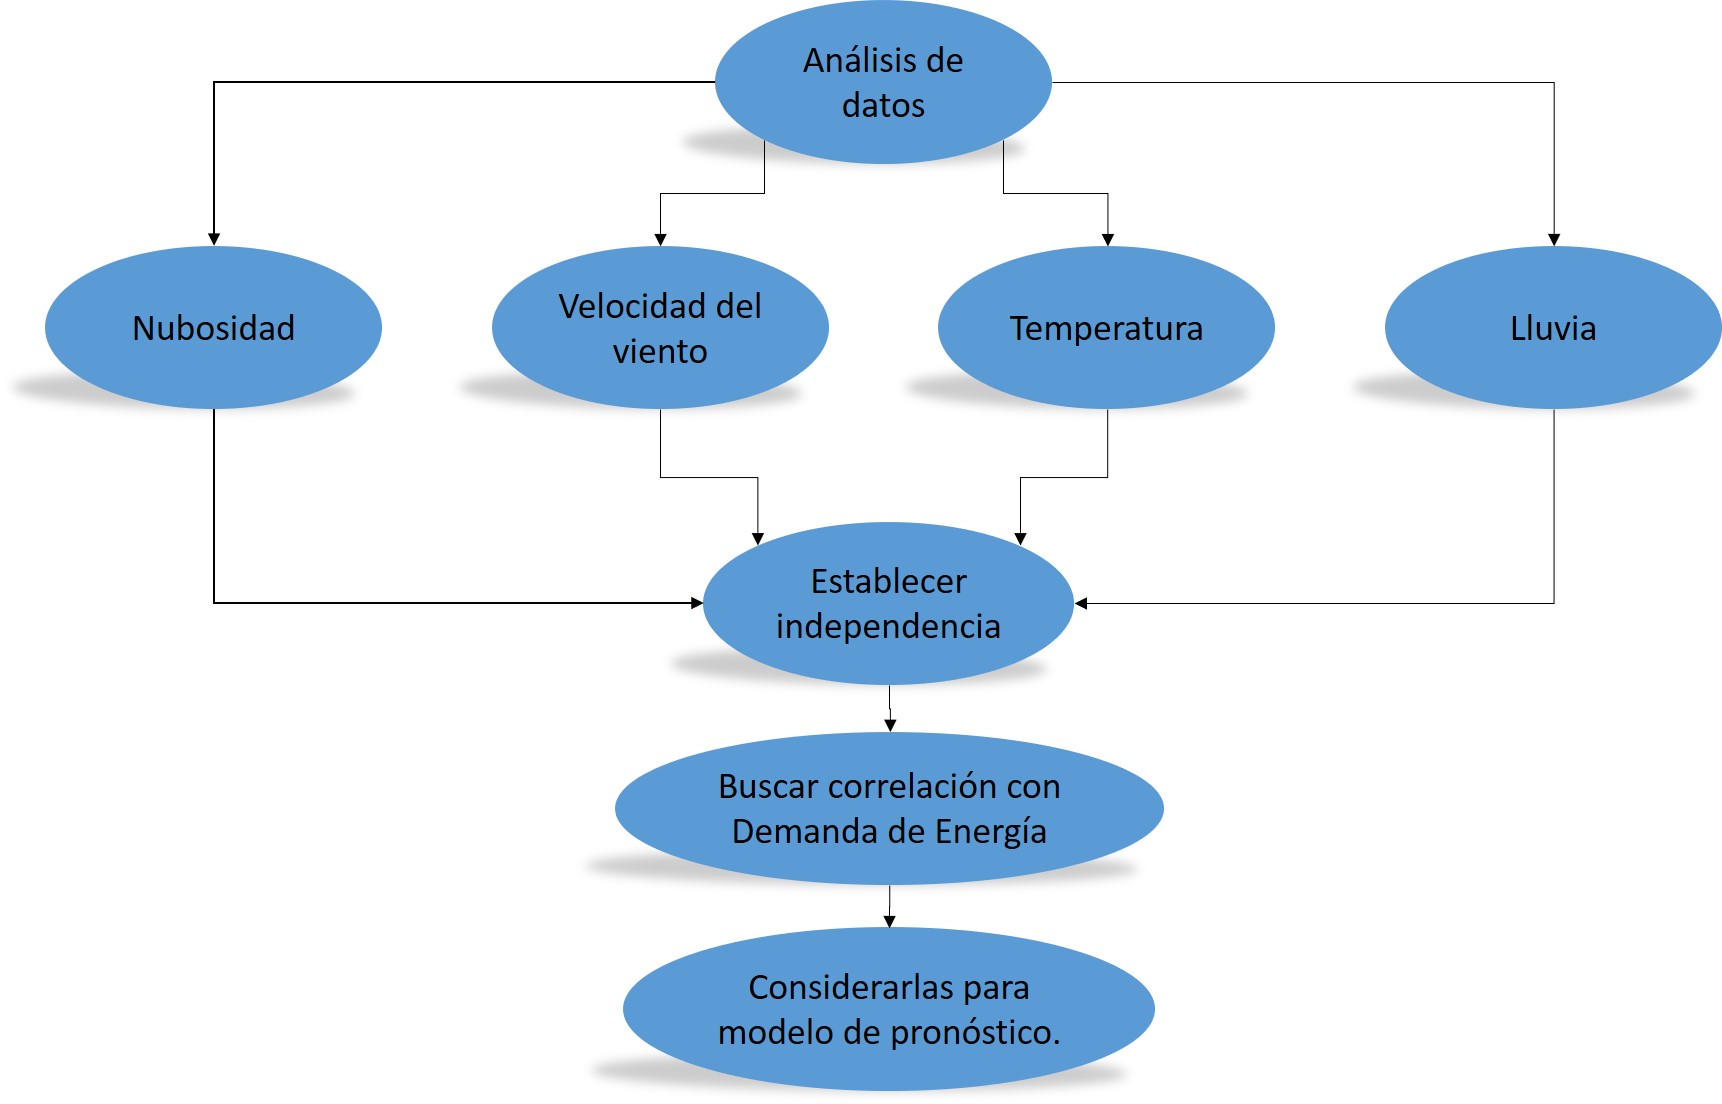 Análisis de
datos
Nubosidad
Velocidad del
viento
Temperatura
Lluvia
Establecer
independencia
Buscar correlación con
Demanda de Energía
Considerarlas para
modelo de pronóstico.